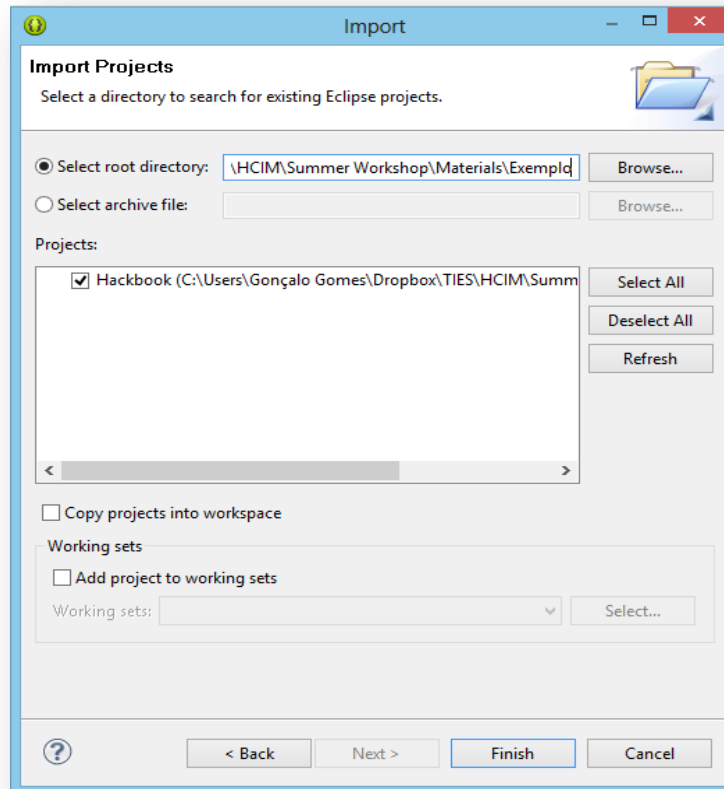 Import
Import Projects
Select a directory to search for existing Eclipse projects.
Select root directory: \HCIM\Summer Workshop\Materials\Exemplo Browse...
Select archive file: Browse...
Projects:
Hackbook (C:\Users\Gonçalo Gomes\Dropbox\TIES\HCIM\Summ Select All
Deselect All
Refresh
Copy projects into workspace
Working sets
Add project to working sets
Working sets: Select...
? < Back Next > Finish Cancel